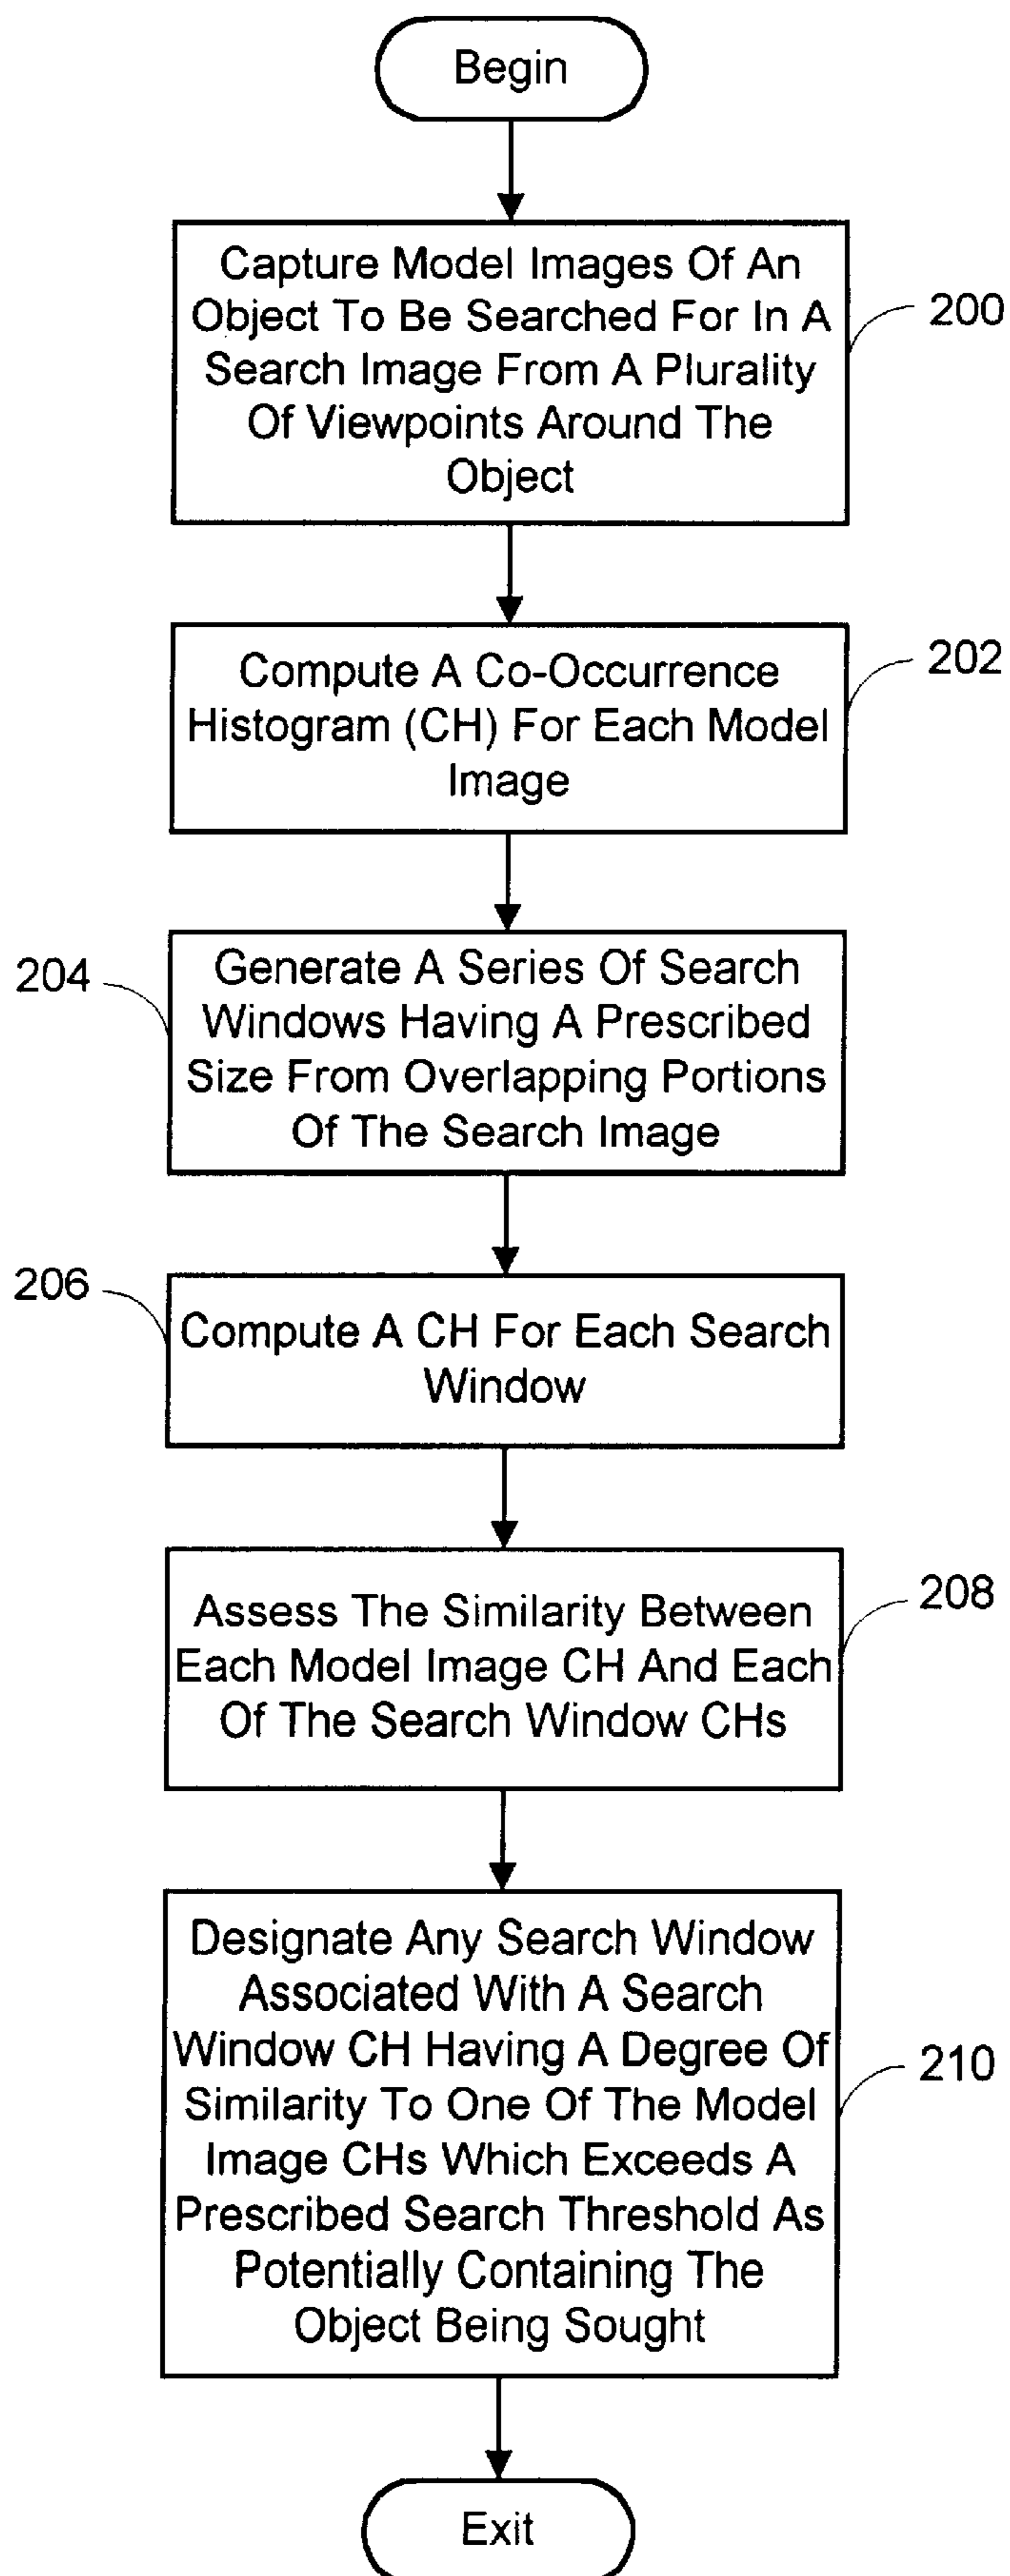 Begin
Capture Model Images Of An
Object To Be Searched For In A
Search Image From A Plurality
Of Viewpoints Around The
Object
200
Compute A Co-Occurrence
Histogram (CH) For Each Model
Image
202
204
Generate A Series Of Search
Windows Having A Prescribed
Size From Overlapping Portions
Of The Search Image
206
Compute A CH For Each Search
Window
Assess The Similarity Between
Each Model Image CH And Each
Of The Search Window CHs
208
Designate Any Search Window
Associated With A Search
Window CH Having A Degree Of
Similarity To One Of The Model
Image CHs Which Exceeds A
Prescribed Search Threshold As
Potentially Containing The
Object Being Sought
210
Exit